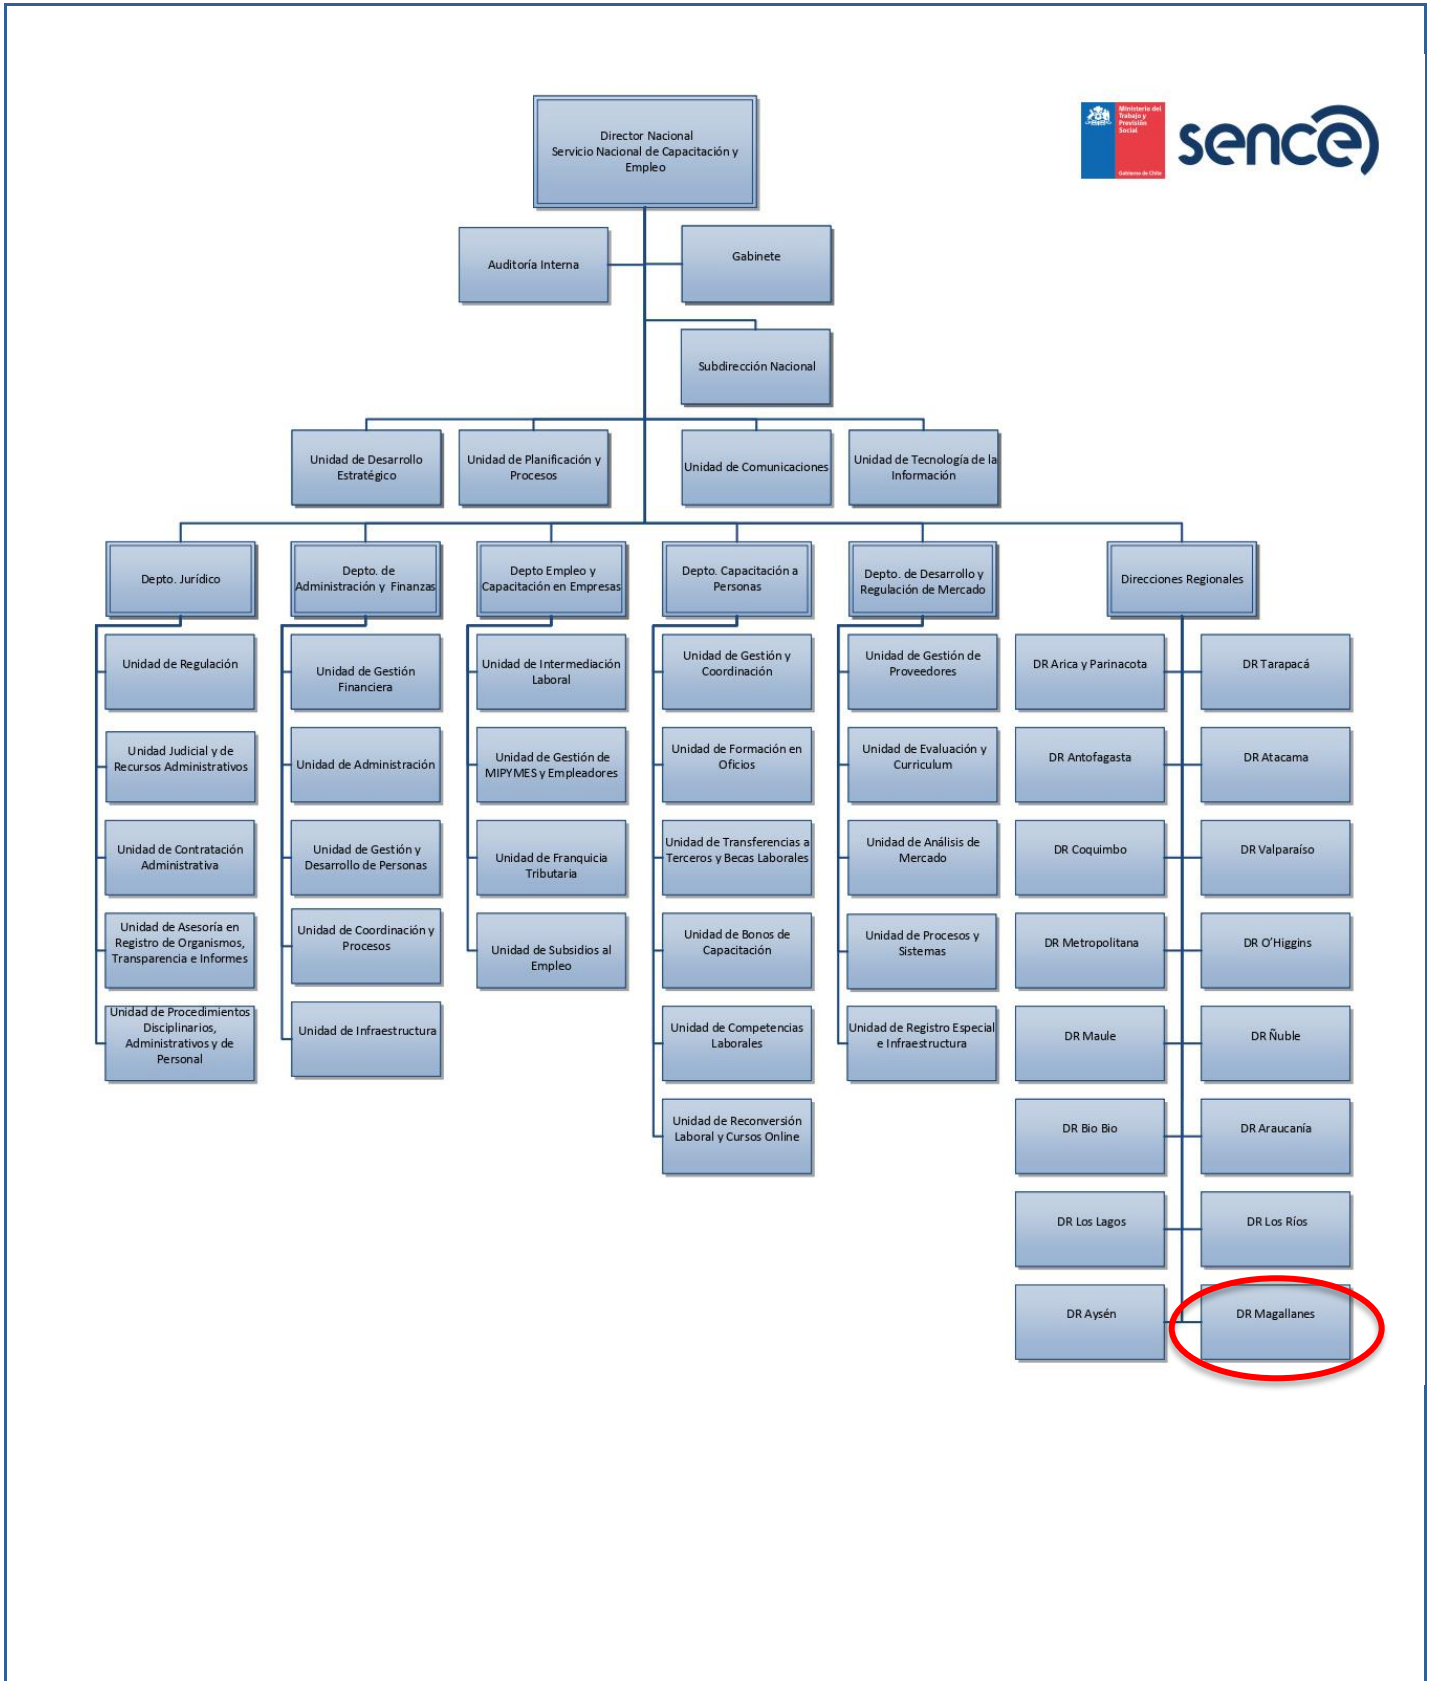 Director Nacional
Servicio Nacional de Capacitación y
Empleo
Ministerio del
Trabajo y
Previsión
Social
Gobierno de Chile
sence
Auditoría Interna
Gabinete
Subdirección Nacional
Unidad de Desarrollo
Estratégico
Unidad de Planificación y
Procesos
Unidad de Comunicaciones
Unidad de Tecnología de la
Información
Depto. Jurídico
Depto. de
Administración y Finanzas
Depto Empleo y
Capacitación en Empresas
Depto. Capacitación a
Personas
Depto. de Desarrollo y
Regulación de Mercado
Direcciones Regionales
Unidad de Regulación
Unidad Judicial y de
Recursos Administrativos
Unidad de Contratación
Administrativa
Unidad de Asesoría en
Registro de Organismos,
Transparencia e Informes
Unidad de Procedimientos
Disciplinarios,
Administrativos y de
Personal
Unidad de Gestión
Financiera
Unidad de Administración
Unidad de Gestión y
Desarrollo de Personas
Unidad de Coordinación y
Procesos
Unidad de Infraestructura
Unidad de Intermediación
Laboral
Unidad de Gestión de
MIPYMES y Empleadores
Unidad de Franquicia
Tributaria
Unidad de Subsidios al
Empleo
Unidad de Gestión y
Coordinación
Unidad de Formación en
Oficios
Unidad de Transferencias a
Terceros y Becas Laborales
Unidad de Bonos de
Capacitación
Unidad de Competencias
Laborales
Unidad de Reconversión
Laboral y Cursos Online
Unidad de Gestión de
Proveedores
Unidad de Evaluación y
Curriculum
Unidad de Análisis de
Mercado
Unidad de Procesos y
Sistemas
Unidad de Registro Especial
e Infraestructura
DR Arica y Parinacota
DR Tarapacá
DR Antofagasta
DR Atacama
DR Coquimbo
DR Valparaíso
DR Metropolitana
DR O’Higgins
DR Maule
DR Ñuble
DR Bio Bio
DR Araucanía
DR Los Lagos
DR Los Ríos
DR Aysén
DR Magallanes